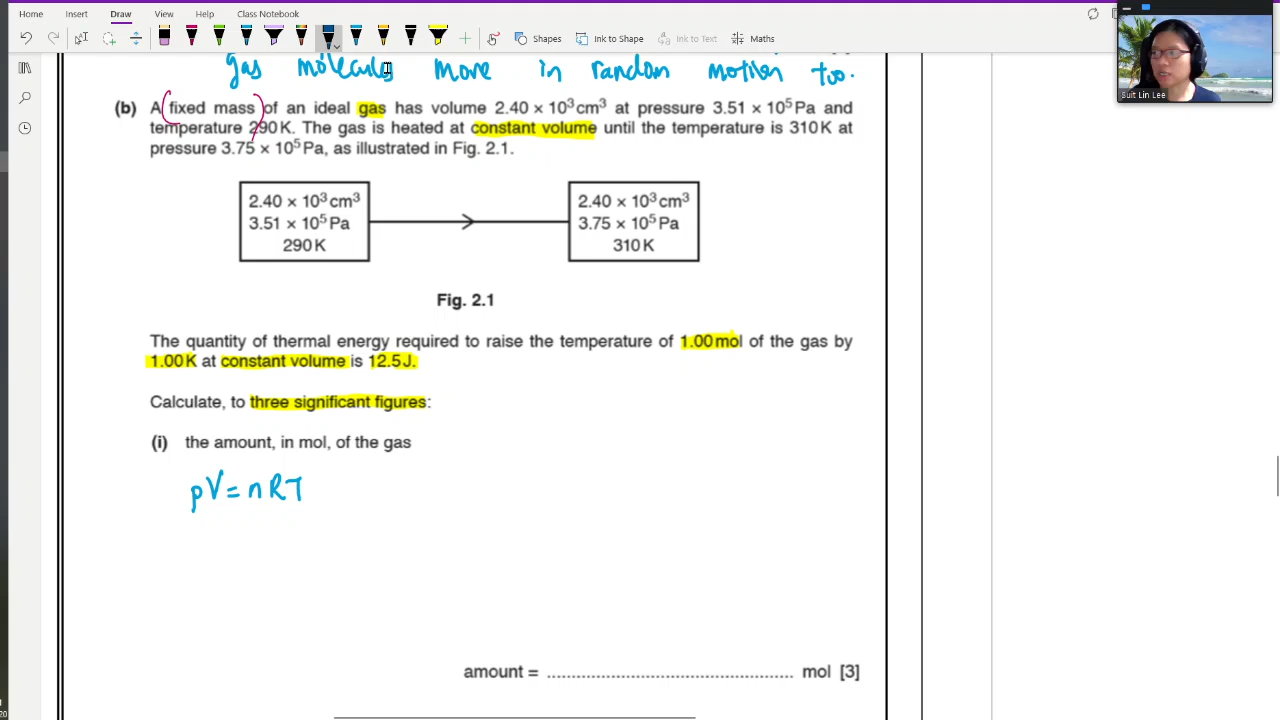 Home Insert Draw View Help Class Notebook
Shapes Ink to Shape Ink to Text Maths
Suit Lin Lee
gas molecules move in random motion too.
(b) A fixed mass of an ideal gas has volume 2.40 × 10³ cm³ at pressure 3.51 × 10⁵ Pa and
temperature 290 K. The gas is heated at constant volume until the temperature is 310 K at
pressure 3.75 × 10⁵ Pa, as illustrated in Fig. 2.1.
2.40 × 10³ cm³ 2.40 × 10³ cm³
3.51 × 10⁵ Pa 3.75 × 10⁵ Pa
290 K 310 K
Fig. 2.1
The quantity of thermal energy required to raise the temperature of 1.00 mol of the gas by
1.00 K at constant volume is 12.5 J.
Calculate, to three significant figures:
(i) the amount, in mol, of the gas
pV = nRT
amount = ................................................... mol [3]
20